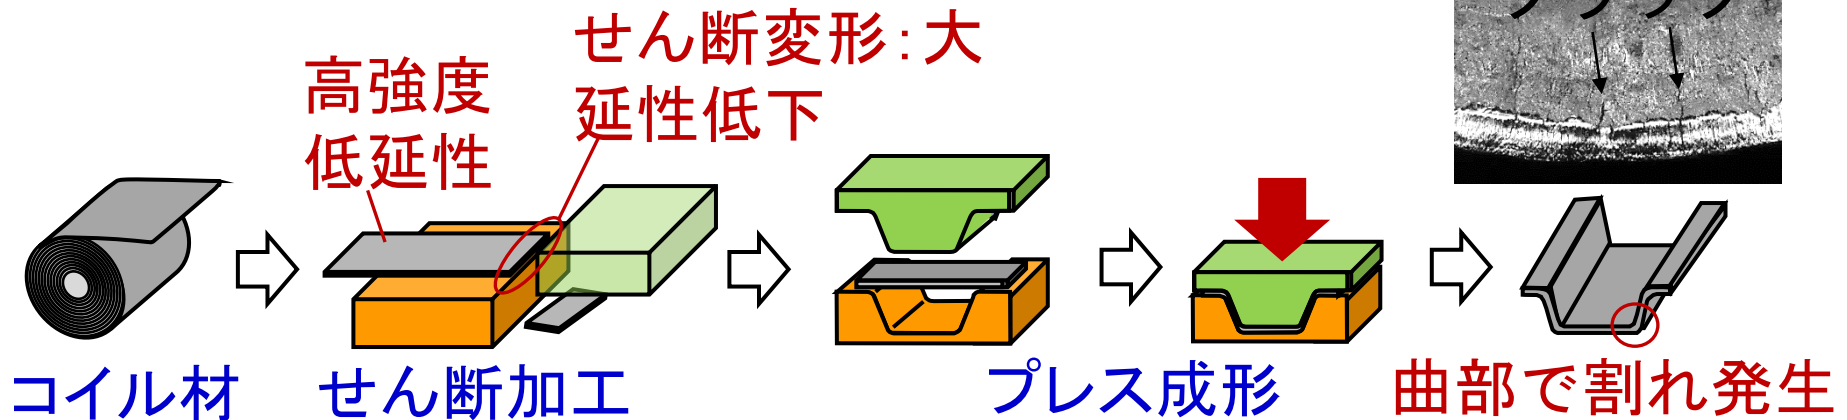 せん断変形：大
延性低下
高強度
低延性
コイル材
せん断加工
プレス成形
曲部で割れ発生